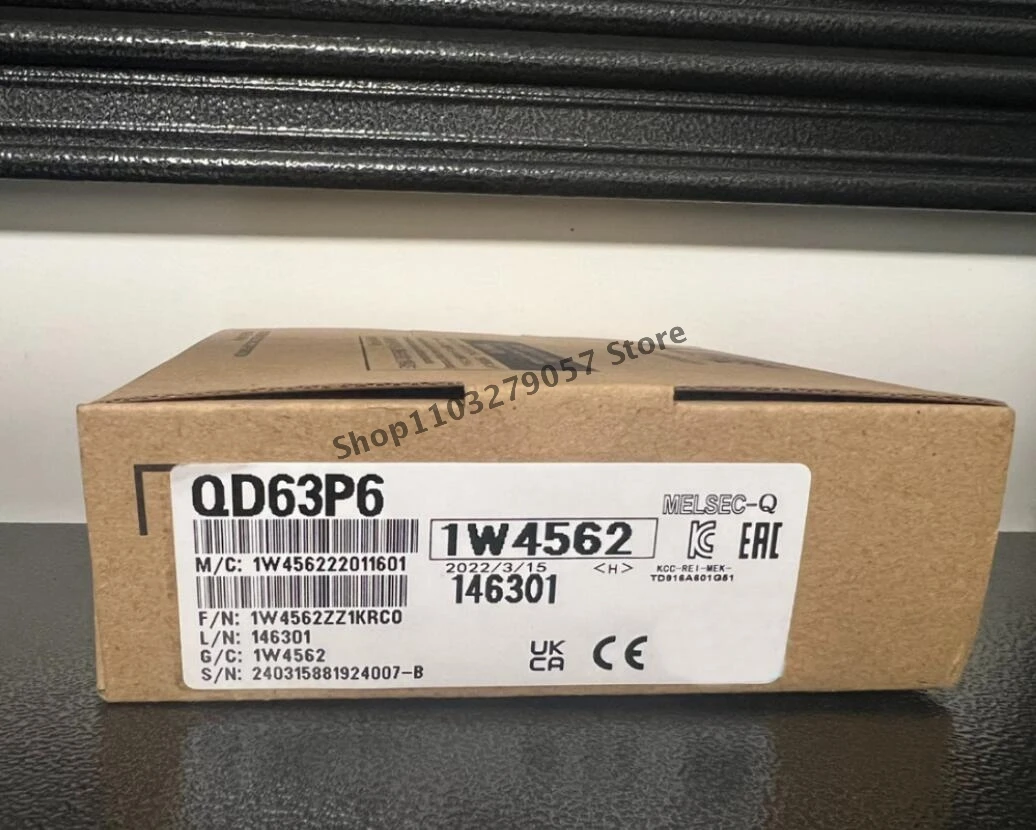 Shop1103279057 Store
QD63P6
MELSEC-Q
1W4562
M/C: 1W456222011601
2022/3/15 <H>
KCC-REI-MEK-
TD916A601Q51
146301
F/N: 1W4562ZZ1KRC0
L/N: 146301
G/C: 1W4562
S/N: 240315881924007-B
UK
CA
CE
EAC